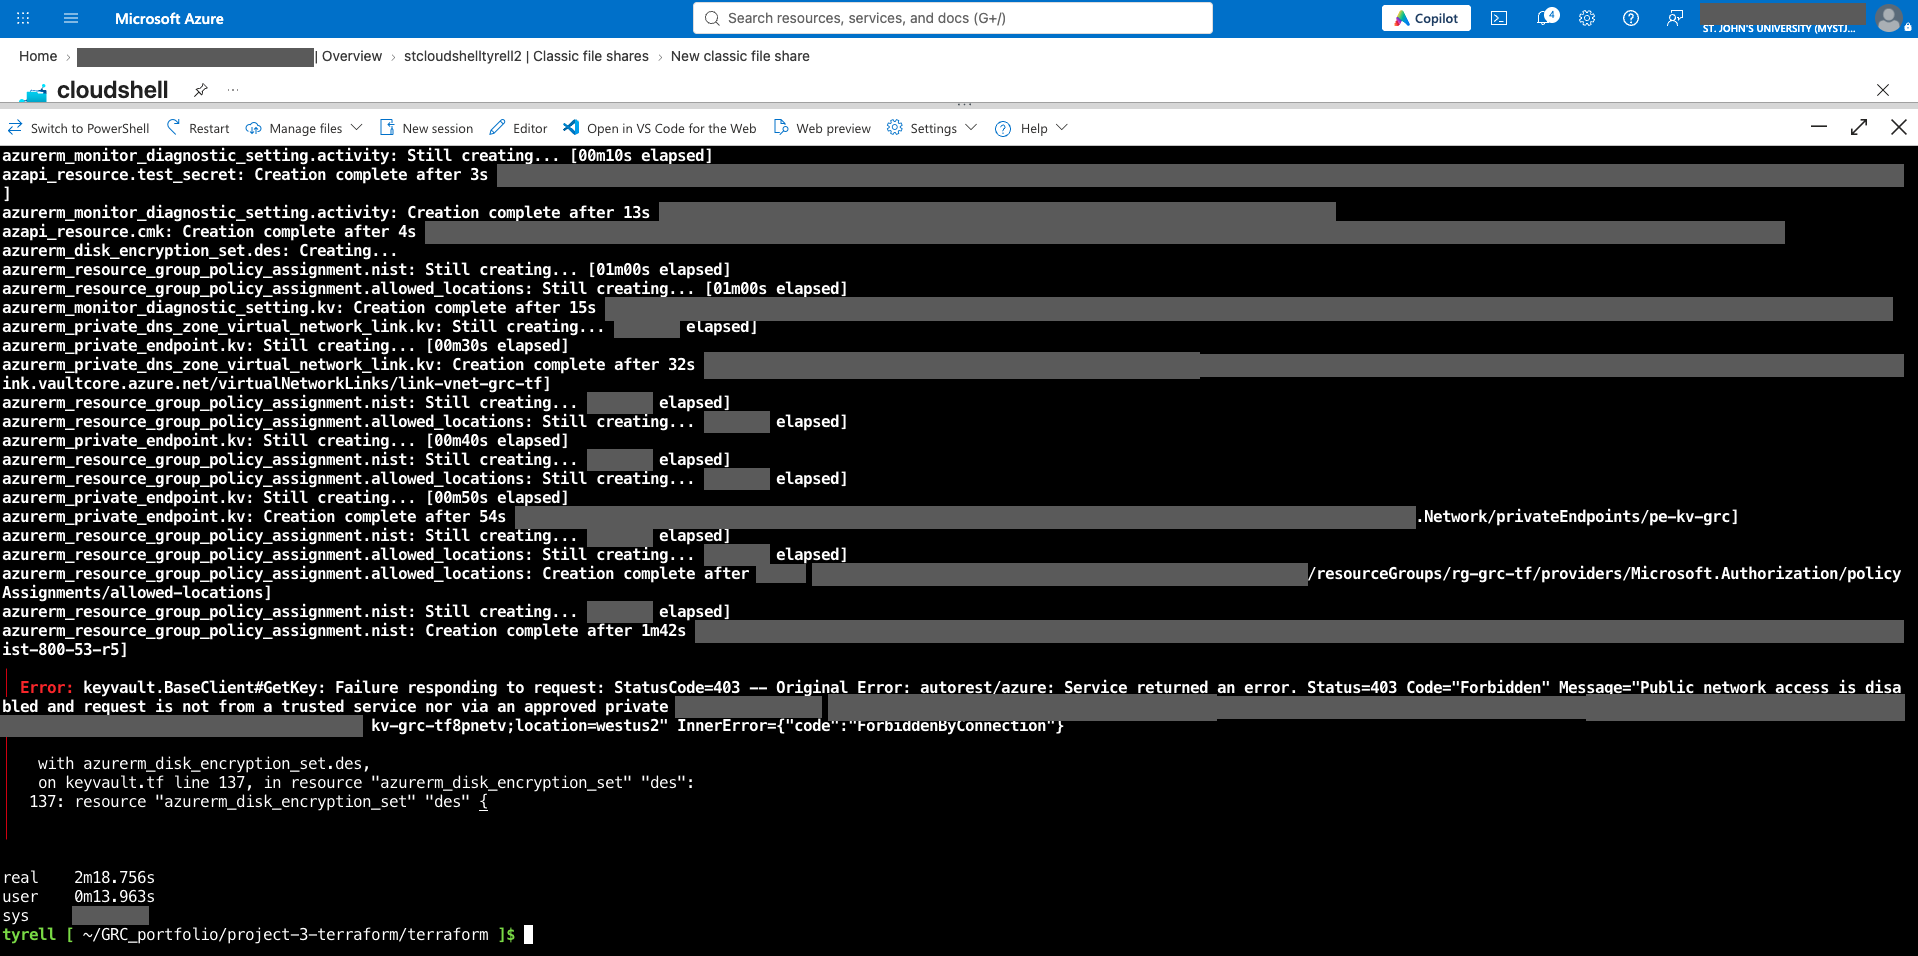 Microsoft Azure
Search resources, services, and docs (G+/)
Copilot
4
ST. JOHN'S UNIVERSITY (MYSTJ...
Home > | Overview > stcloudshelltyrell2 | Classic file shares > New classic file share
cloudshell
Switch to PowerShell Restart Manage files New session Editor Open in VS Code for the Web Web preview Settings Help
azurerm_monitor_diagnostic_setting.activity: Still creating... [00m10s elapsed]
azapi_resource.test_secret: Creation complete after 3s
]
azurerm_monitor_diagnostic_setting.activity: Creation complete after 13s
azapi_resource.cmk: Creation complete after 4s
azurerm_disk_encryption_set.des: Creating...
azurerm_resource_group_policy_assignment.nist: Still creating... [01m00s elapsed]
azurerm_resource_group_policy_assignment.allowed_locations: Still creating... [01m00s elapsed]
azurerm_monitor_diagnostic_setting.kv: Creation complete after 15s
azurerm_private_dns_zone_virtual_network_link.kv: Still creating... elapsed]
azurerm_private_endpoint.kv: Still creating... [00m30s elapsed]
azurerm_private_dns_zone_virtual_network_link.kv: Creation complete after 32s
ink.vaultcore.azure.net/virtualNetworkLinks/link-vnet-grc-tf]
azurerm_resource_group_policy_assignment.nist: Still creating... elapsed]
azurerm_resource_group_policy_assignment.allowed_locations: Still creating... elapsed]
azurerm_private_endpoint.kv: Still creating... [00m40s elapsed]
azurerm_resource_group_policy_assignment.nist: Still creating... elapsed]
azurerm_resource_group_policy_assignment.allowed_locations: Still creating... elapsed]
azurerm_private_endpoint.kv: Still creating... [00m50s elapsed]
azurerm_private_endpoint.kv: Creation complete after 54s .Network/privateEndpoints/pe-kv-grc]
azurerm_resource_group_policy_assignment.nist: Still creating... elapsed]
azurerm_resource_group_policy_assignment.allowed_locations: Still creating... elapsed]
azurerm_resource_group_policy_assignment.allowed_locations: Creation complete after /resourceGroups/rg-grc-tf/providers/Microsoft.Authorization/policy
Assignments/allowed-locations]
azurerm_resource_group_policy_assignment.nist: Still creating... elapsed]
azurerm_resource_group_policy_assignment.nist: Creation complete after 1m42s
ist-800-53-r5]
Error: keyvault.BaseClient#GetKey: Failure responding to request: StatusCode=403 -- Original Error: autorest/azure: Service returned an error. Status=403 Code="Forbidden" Message="Public network access is disa
bled and request is not from a trusted service nor via an approved private
kv-grc-tf8pnetv;location=westus2" InnerError={"code":"ForbiddenByConnection"}
with azurerm_disk_encryption_set.des,
on keyvault.tf line 137, in resource "azurerm_disk_encryption_set" "des":
137: resource "azurerm_disk_encryption_set" "des" {
real 2m18.756s
user 0m13.963s
sys
tyrell [ ~/GRC_portfolio/project-3-terraform/terraform ]$